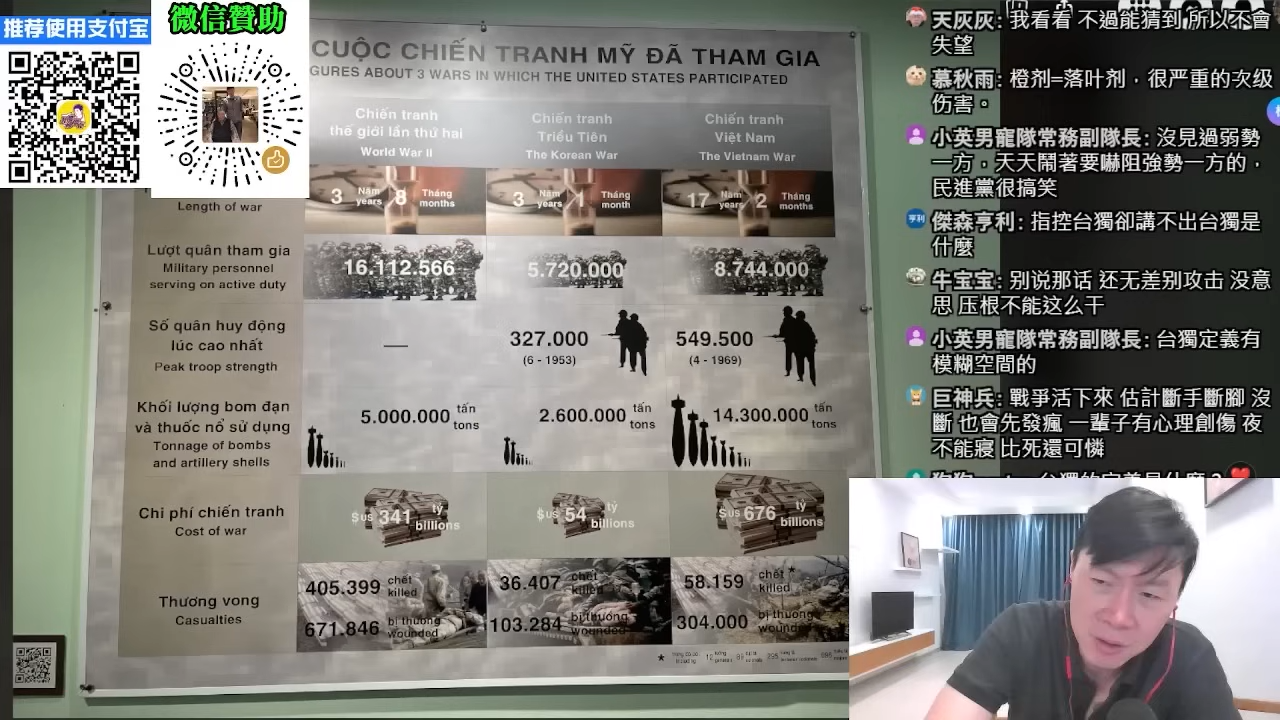 推荐使用支付宝
微信贊助
CUỘC CHIẾN TRANH MỸ ĐÃ THAM GIA
GURES ABOUT 3 WARS IN WHICH THE UNITED STATES PARTICIPATED
Chiến tranh
thế giới lần thứ hai
World War II
Chiến tranh
Triều Tiên
The Korean War
Chiến tranh
Việt Nam
The Vietnam War
Length of war
3 Năm years 8 Tháng months
3 Năm years 1 Tháng month
17 Năm years 2 Tháng months
Lượt quân tham gia
Military personnel
serving on active duty
16.112.566
5.720.000
8.744.000
Số quân huy động
lúc cao nhất
Peak troop strength
—
327.000
(6 - 1953)
549.500
(4 - 1969)
Khối lượng bom đạn
và thuốc nổ sử dụng
Tonnage of bombs
and artillery shells
5.000.000 tấn tons
2.600.000 tấn tons
14.300.000 tấn tons
Chi phí chiến tranh
Cost of war
$US 341 tỷ billions
$US 54 tỷ billions
$US 676 tỷ billions
Thương vong
Casualties
405.399 chết killed
671.846 bị thương wounded
36.407 chết killed
103.284 bị thương wounded
58.159 chết killed *
304.000 bị thương wounded
天灰灰: 我看看 不過能猜到 所以不會
失望
慕秋雨: 橙剂=落叶剂，很严重的次级
伤害。
小英男寵隊常務副隊長: 沒見過弱勢
一方，天天鬧著要嚇阻強勢一方的，
民進黨很搞笑
亨利
傑森亨利: 指控台獨卻講不出台獨是
什麼
牛宝宝: 别说那话 还无差别攻击 没意
思 压根不能这么干
小英男寵隊常務副隊長: 台獨定義有
模糊空間的
巨神兵: 戰爭活下來 估計斷手斷腳 沒
斷 也會先發瘋 一輩子有心理創傷 夜
不能寢 比死還可憐